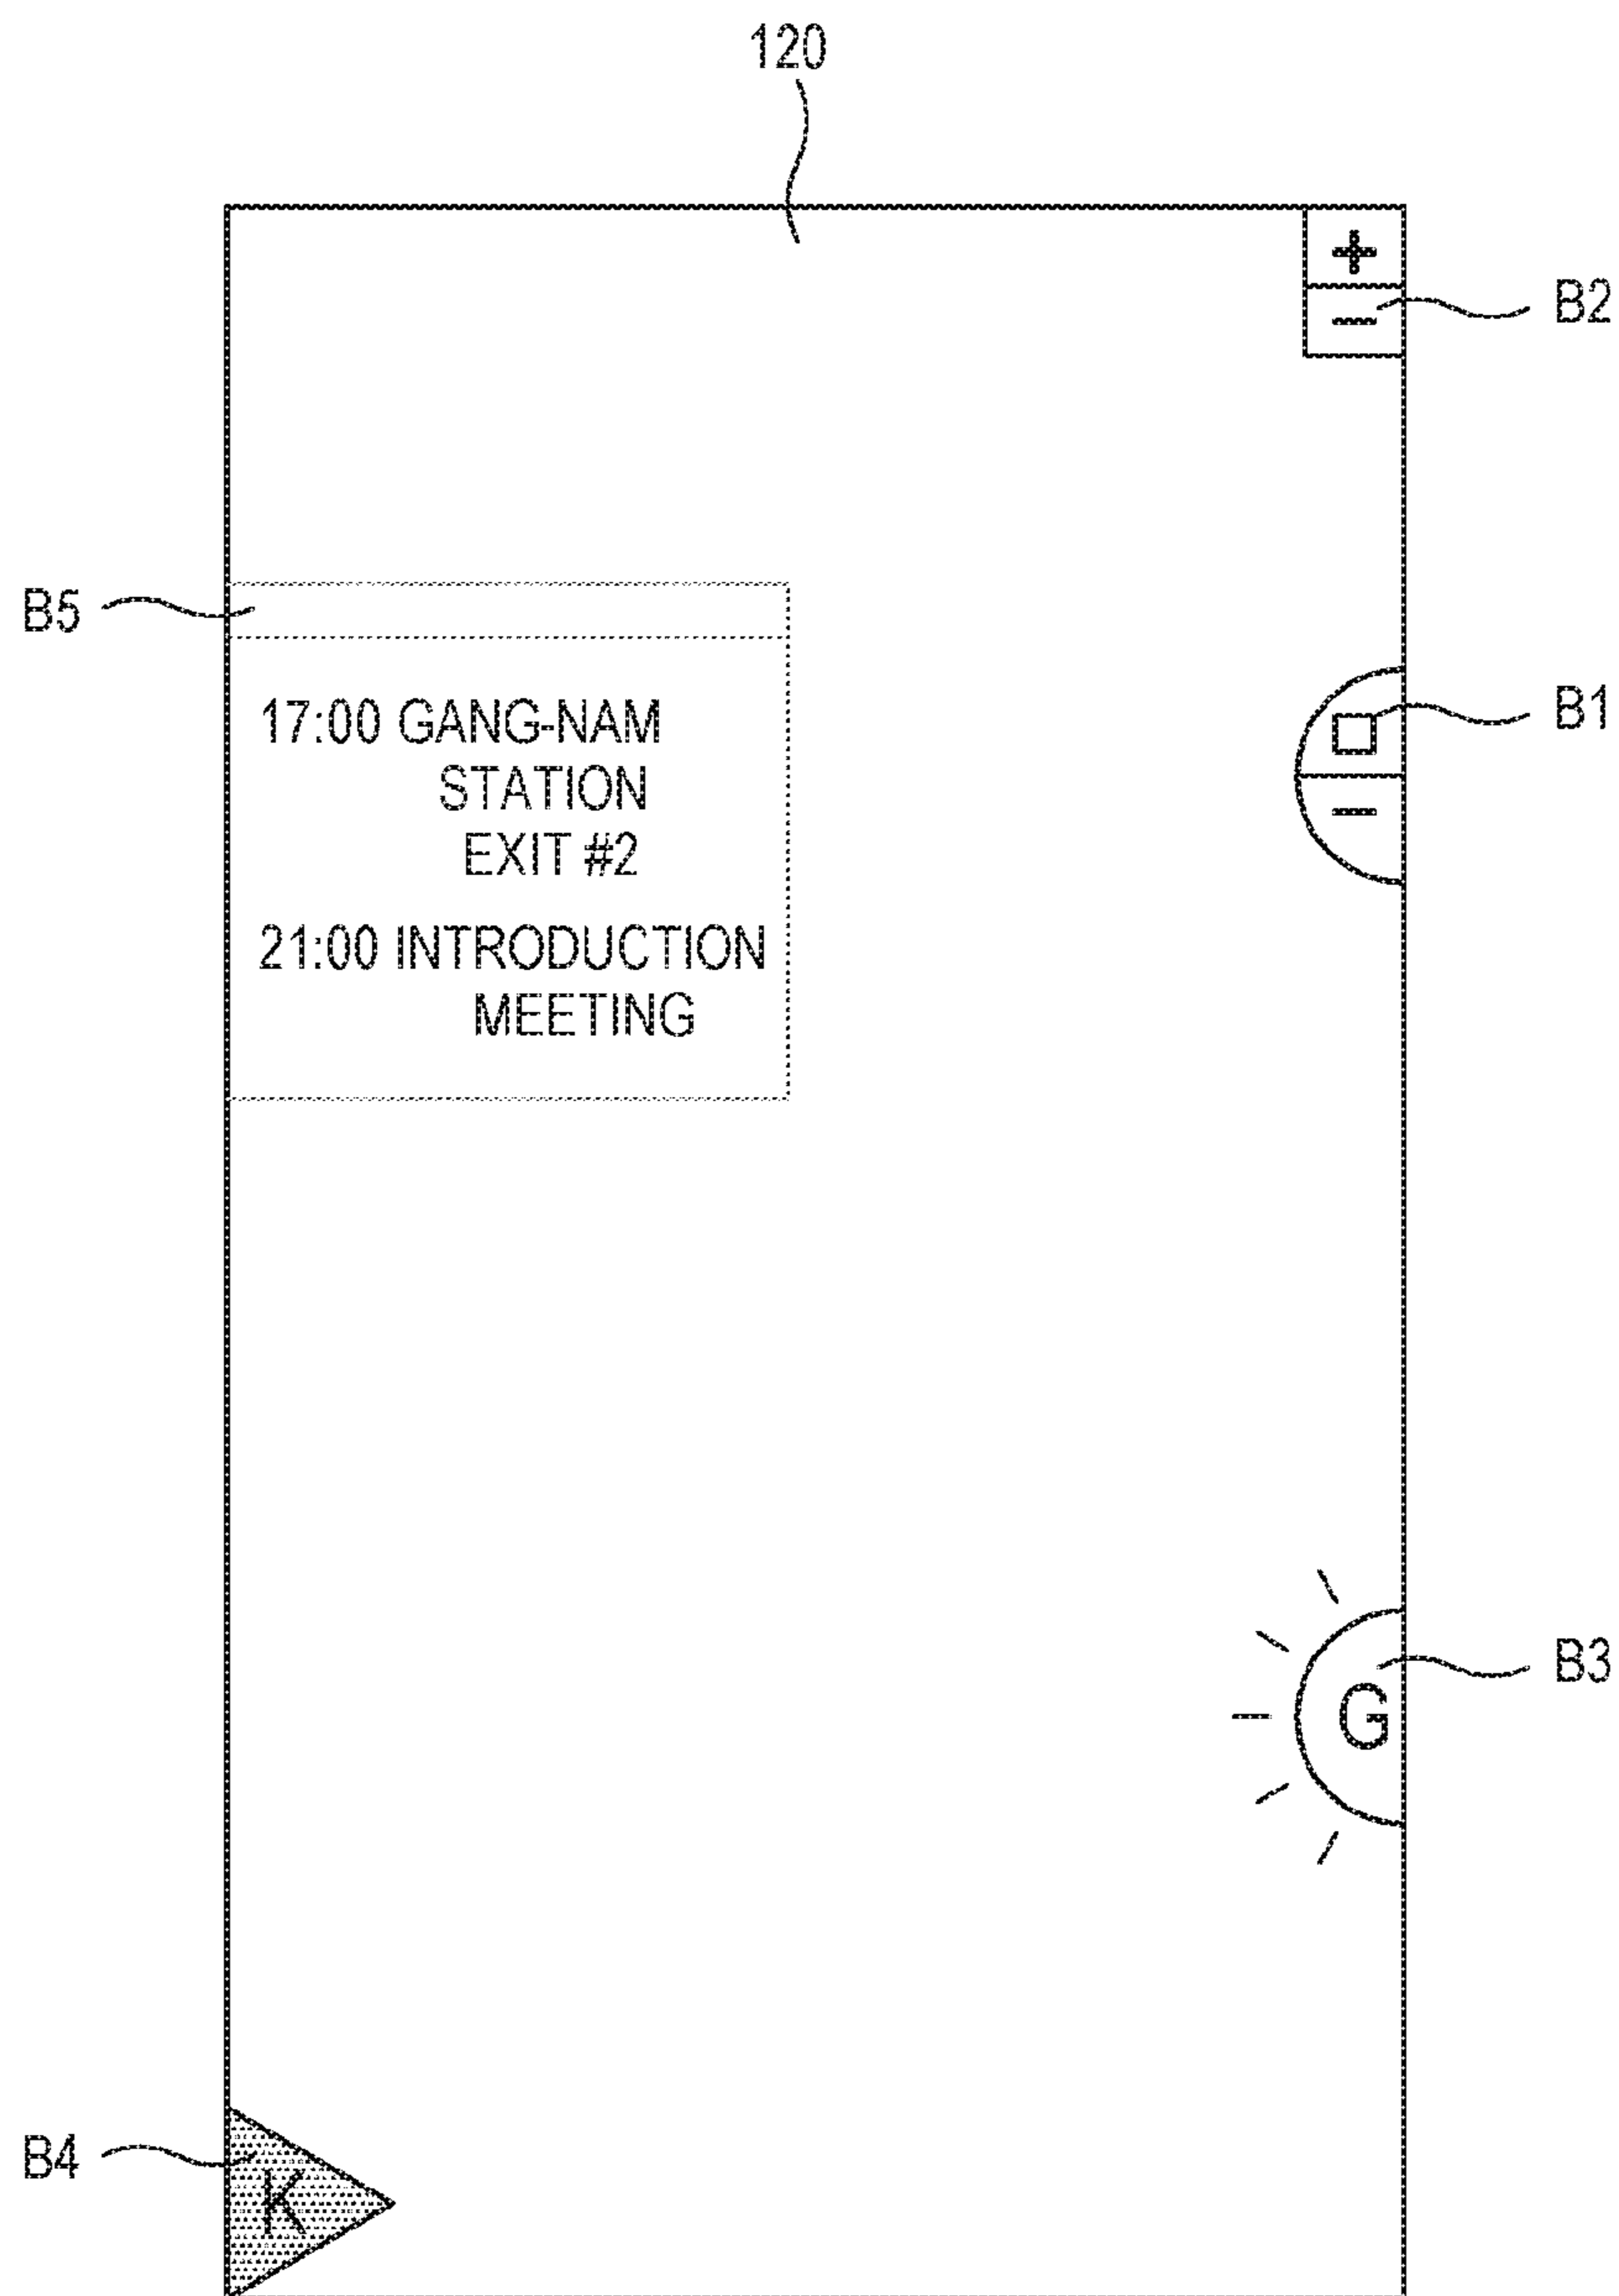 120
+
−
B2
B5
17:00 GANG-NAM
STATION
EXIT #2
21:00 INTRODUCTION
MEETING
B1
−
B3
G
B4
K